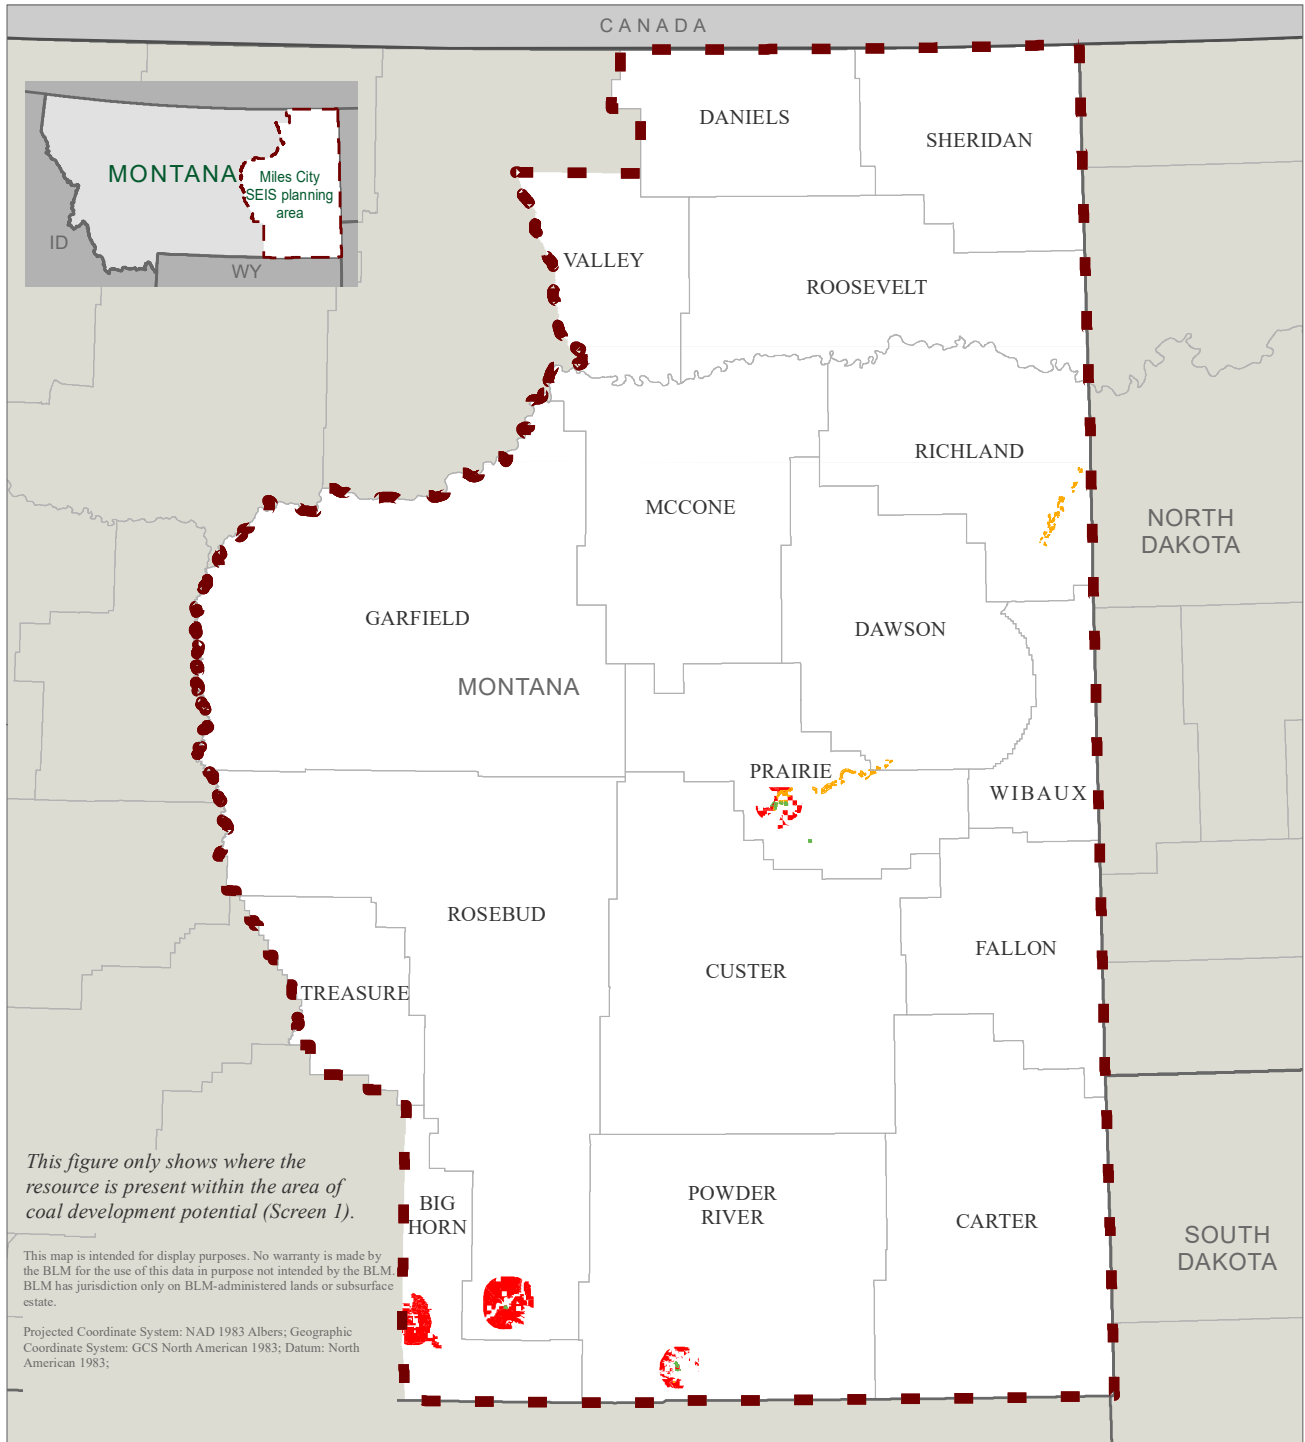 CANADA
DANIELS
SHERIDAN
MONTANA
Miles City
SEIS planning
area
ID
WY
VALLEY
ROOSEVELT
RICHLAND
MCCONE
NORTH
DAKOTA
GARFIELD
DAWSON
MONTANA
PRAIRIE
WIBAUX
ROSEBUD
FALLON
CUSTER
TREASURE
This figure only shows where the
resource is present within the area of
coal development potential (Screen 1).
BIG
HORN
POWDER
RIVER
CARTER
SOUTH
DAKOTA
This map is intended for display purposes. No warranty is made by
the BLM for the use of this data in purpose not intended by the BLM.
BLM has jurisdiction only on BLM-administered lands or subsurface
estate.
Projected Coordinate System: NAD 1983 Albers; Geographic
Coordinate System: GCS North American 1983; Datum: North
American 1983;